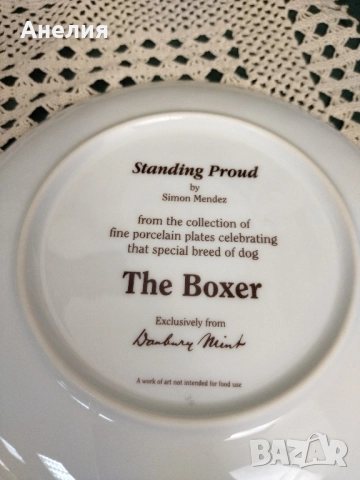 Анелия
Standing Proud
by
Simon Mendez
from the collection of
fine porcelain plates celebrating
that special breed of dog
The Boxer
Exclusively from
Danbury Mint
A work of art not intended for food use
BAZAR